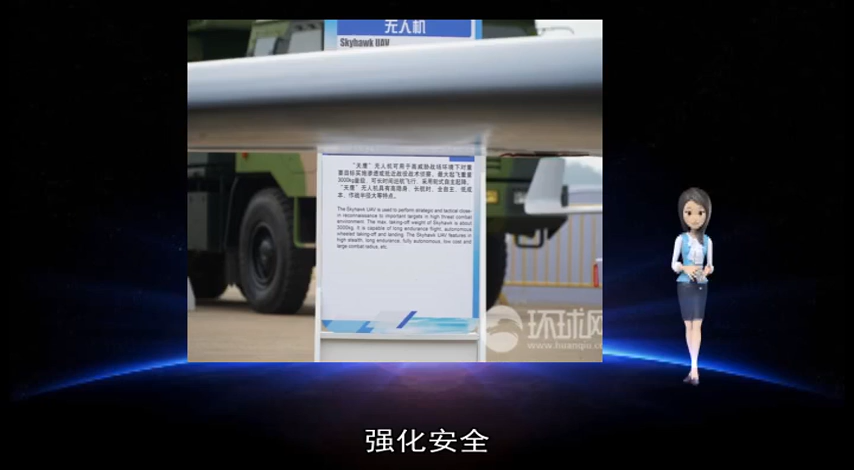 无人机
Skyhawk UAV
“天鹰”无人机可用于高威胁战场环境下对重
要目标实施渗透或抵近战役战术侦察，最大起飞重量
3000kg量级，可长时间巡航飞行，采用轮式自主起降。
“天鹰”无人机具有高隐身、长航时、全自主、低成
本、作战半径大等特点。
The Skyhawk UAV is used to perform strategic and tactical close-
in reconnaissance to important targets in high threat combat
environment. The max. taking-off weight of Skyhawk is about
3000kg. It is capable of long endurance flight, autonomous
wheeled taking-off and landing. The Skyhawk UAV features in
high stealth, long endurance, fully autonomous, low cost and
large combat radius, etc.
环球网
www.huanqiu.c
强化安全